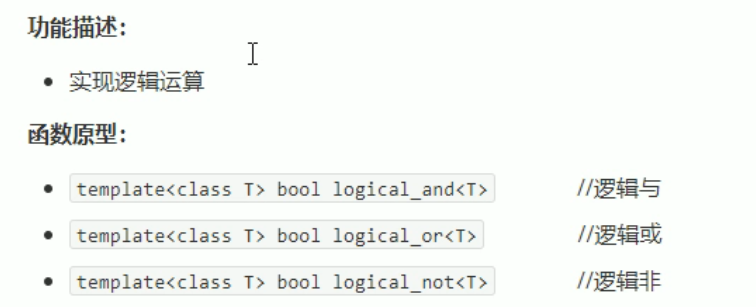 功能描述：
实现逻辑运算
函数原型：
template<class T> bool logical_and<T> //逻辑与
template<class T> bool logical_or<T> //逻辑或
template<class T> bool logical_not<T> //逻辑非